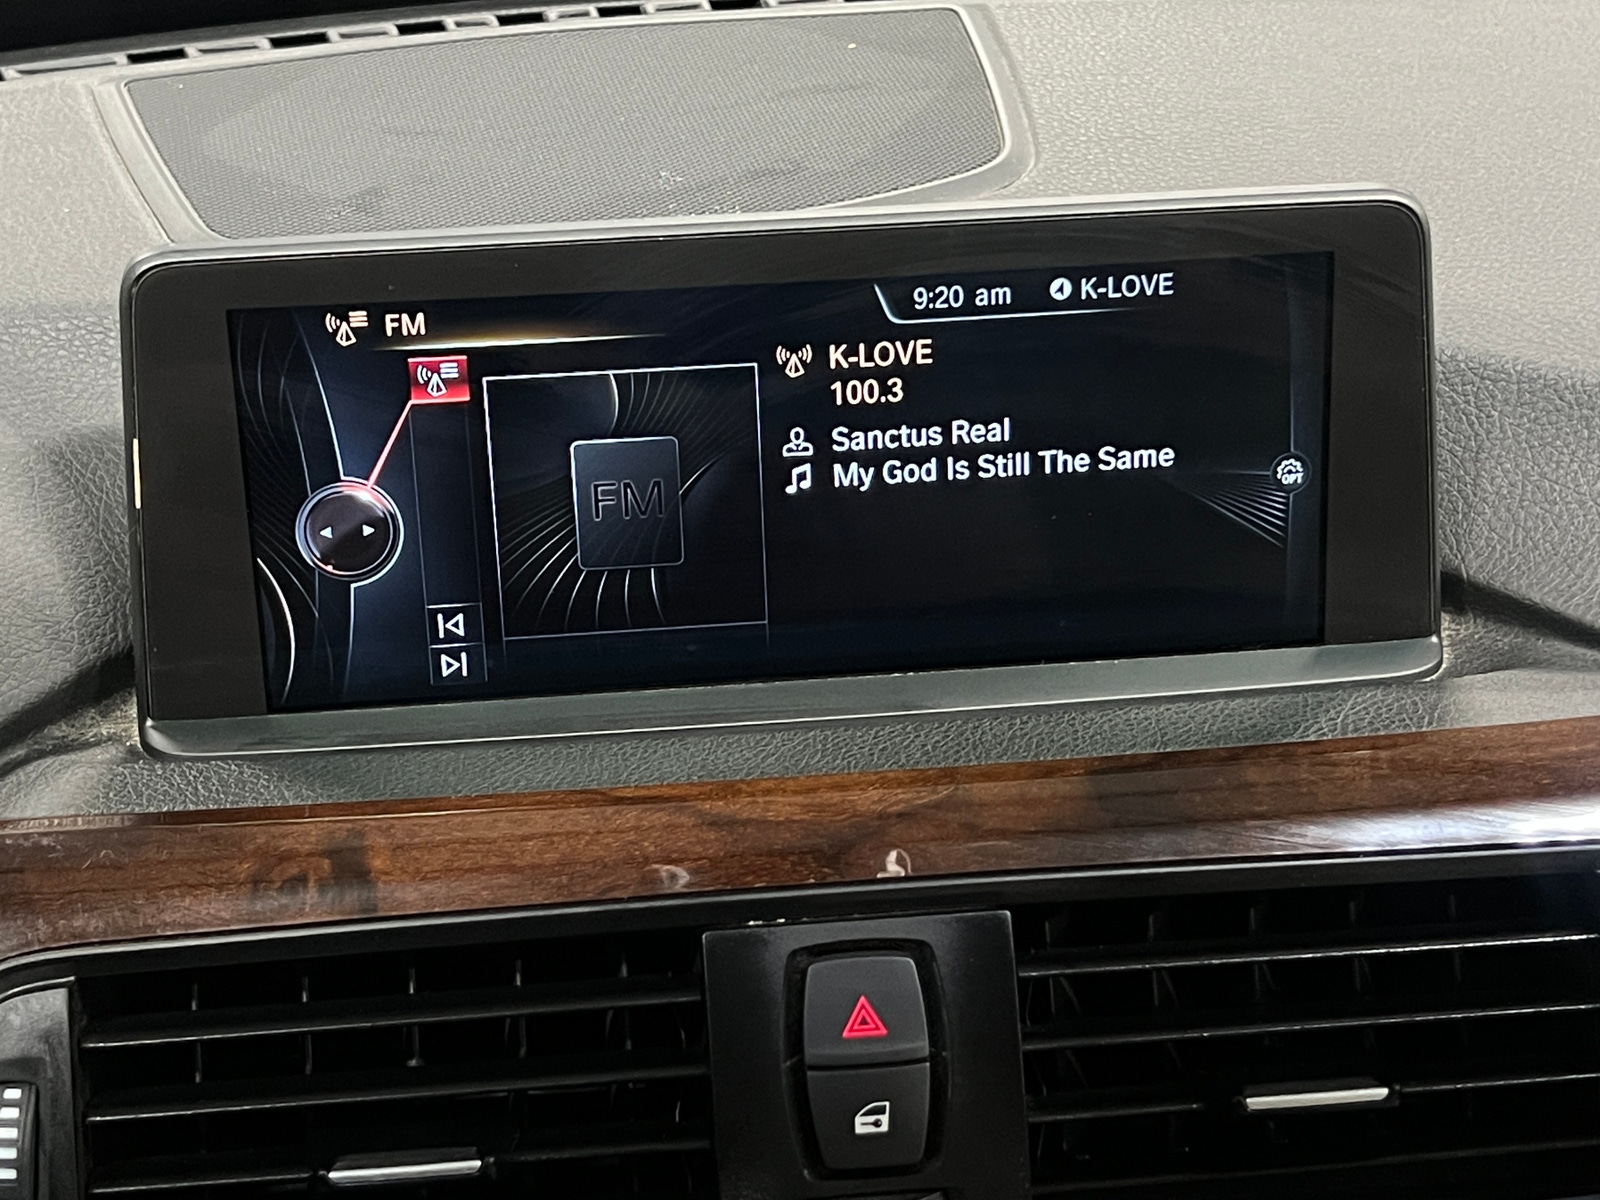 9:20 am K-LOVE
FM
K-LOVE
100.3
Sanctus Real
My God Is Still The Same
FM
OPT